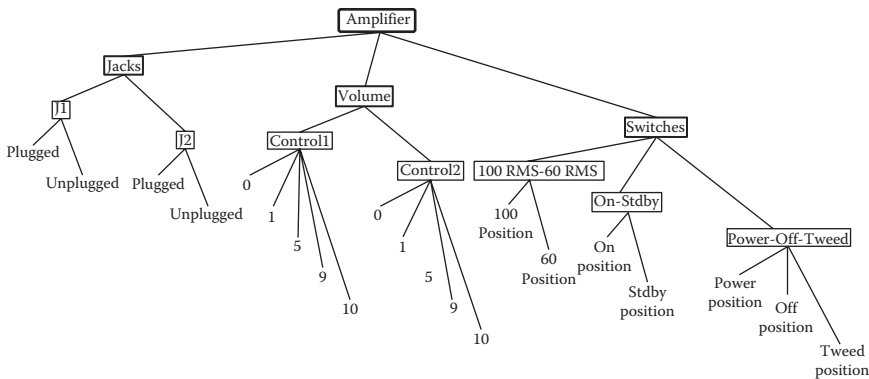 Amplifier
Jacks
Volume
Switches
J1
J2
Control1
Control2
100 RMS-60 RMS
On-Stdby
Power-Off-Tweed
Plugged
Unplugged
Plugged
Unplugged
0
1
5
9
10
0
1
5
9
10
100
Position
60
Position
On
position
Stdby
position
Power
position
Off
position
Tweed
position